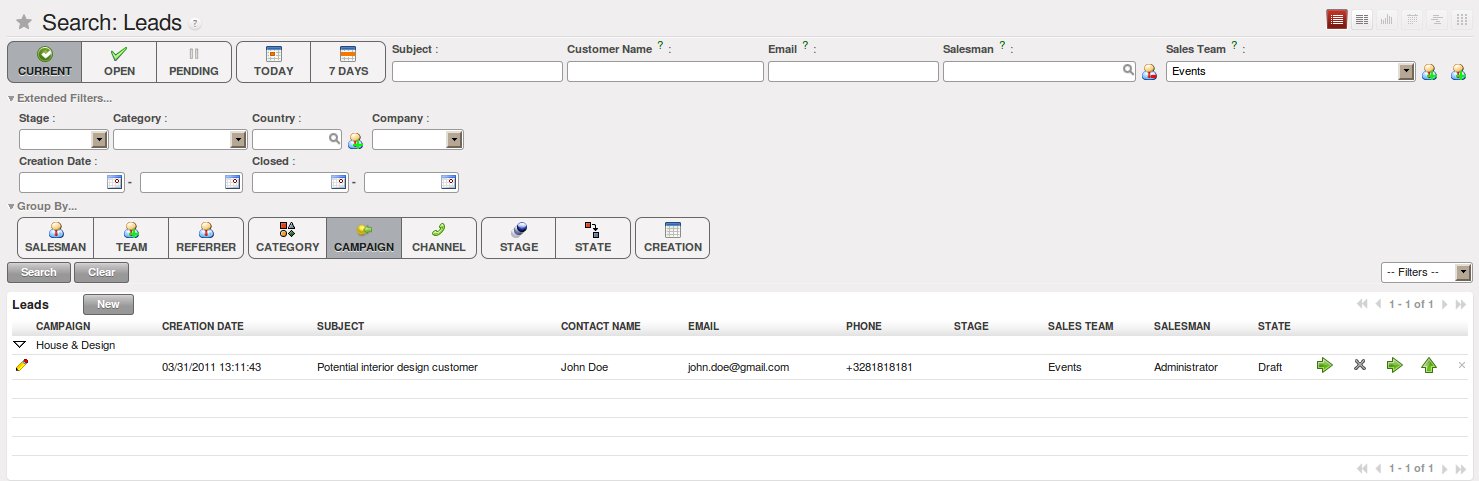 Search: Leads ?
CURRENT OPEN PENDING TODAY 7 DAYS
Subject : Customer Name ? : Email ? : Salesman ? : Sales Team ? :
Events
Extended Filters...
Stage : Category : Country : Company :
Creation Date : Closed :
- -
Group By...
SALESMAN TEAM REFERRER CATEGORY CAMPAIGN CHANNEL STAGE STATE CREATION
Search Clear -- Filters --
Leads New 1 - 1 of 1
CAMPAIGN CREATION DATE SUBJECT CONTACT NAME EMAIL PHONE STAGE SALES TEAM SALESMAN STATE
House & Design
03/31/2011 13:11:43 Potential interior design customer John Doe john.doe@gmail.com +3281818181 Events Administrator Draft
1 - 1 of 1